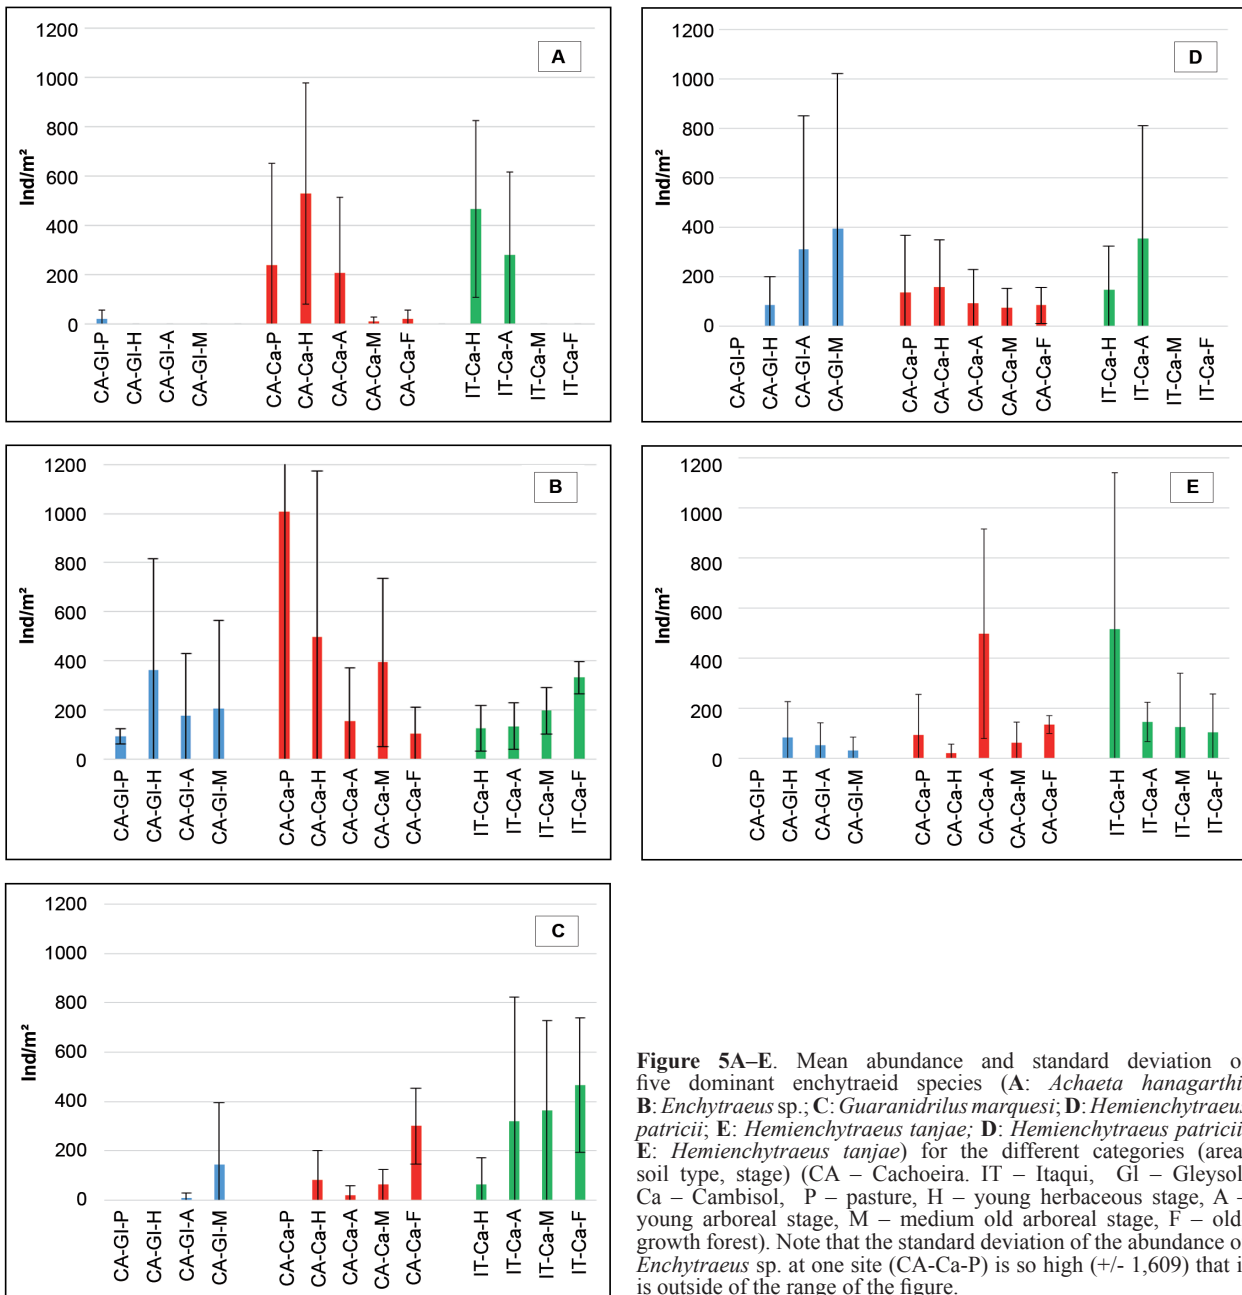 A
1200
1000
800
600
400
200
0
Ind/m²
CA-Gl-P
CA-Gl-H
CA-Gl-A
CA-Gl-M
CA-Ca-P
CA-Ca-H
CA-Ca-A
CA-Ca-M
CA-Ca-F
IT-Ca-H
IT-Ca-A
IT-Ca-M
IT-Ca-F
D
1200
1000
800
600
400
200
0
Ind/m²
CA-Gl-P
CA-Gl-H
CA-Gl-A
CA-Gl-M
CA-Ca-P
CA-Ca-H
CA-Ca-A
CA-Ca-M
CA-Ca-F
IT-Ca-H
IT-Ca-A
IT-Ca-M
IT-Ca-F
B
1200
1000
800
600
400
200
0
Ind/m²
CA-Gl-P
CA-Gl-H
CA-Gl-A
CA-Gl-M
CA-Ca-P
CA-Ca-H
CA-Ca-A
CA-Ca-M
CA-Ca-F
IT-Ca-H
IT-Ca-A
IT-Ca-M
IT-Ca-F
E
1200
1000
800
600
400
200
0
Ind/m²
CA-Gl-P
CA-Gl-H
CA-Gl-A
CA-Gl-M
CA-Ca-P
CA-Ca-H
CA-Ca-A
CA-Ca-M
CA-Ca-F
IT-Ca-H
IT-Ca-A
IT-Ca-M
IT-Ca-F
C
1200
1000
800
600
400
200
0
Ind/m²
CA-Gl-P
CA-Gl-H
CA-Gl-A
CA-Gl-M
CA-Ca-P
CA-Ca-H
CA-Ca-A
CA-Ca-M
CA-Ca-F
IT-Ca-H
IT-Ca-A
IT-Ca-M
IT-Ca-F
Figure 5A–E. Mean abundance and standard deviation o
five dominant enchytraeid species (A: Achaeta hanagarthi
B: Enchytraeus sp.; C: Guaranidrilus marquesi; D: Hemienchytraeus
patricii; E: Hemienchytraeus tanjae; D: Hemienchytraeus patricii
E: Hemienchytraeus tanjae) for the different categories (area
soil type, stage) (CA – Cachoeira. IT – Itaqui, Gl – Gleysol
Ca – Cambisol, P – pasture, H – young herbaceous stage, A –
young arboreal stage, M – medium old arboreal stage, F – old
growth forest). Note that the standard deviation of the abundance o
Enchytraeus sp. at one site (CA-Ca-P) is so high (+/- 1,609) that i
is outside of the range of the figure.